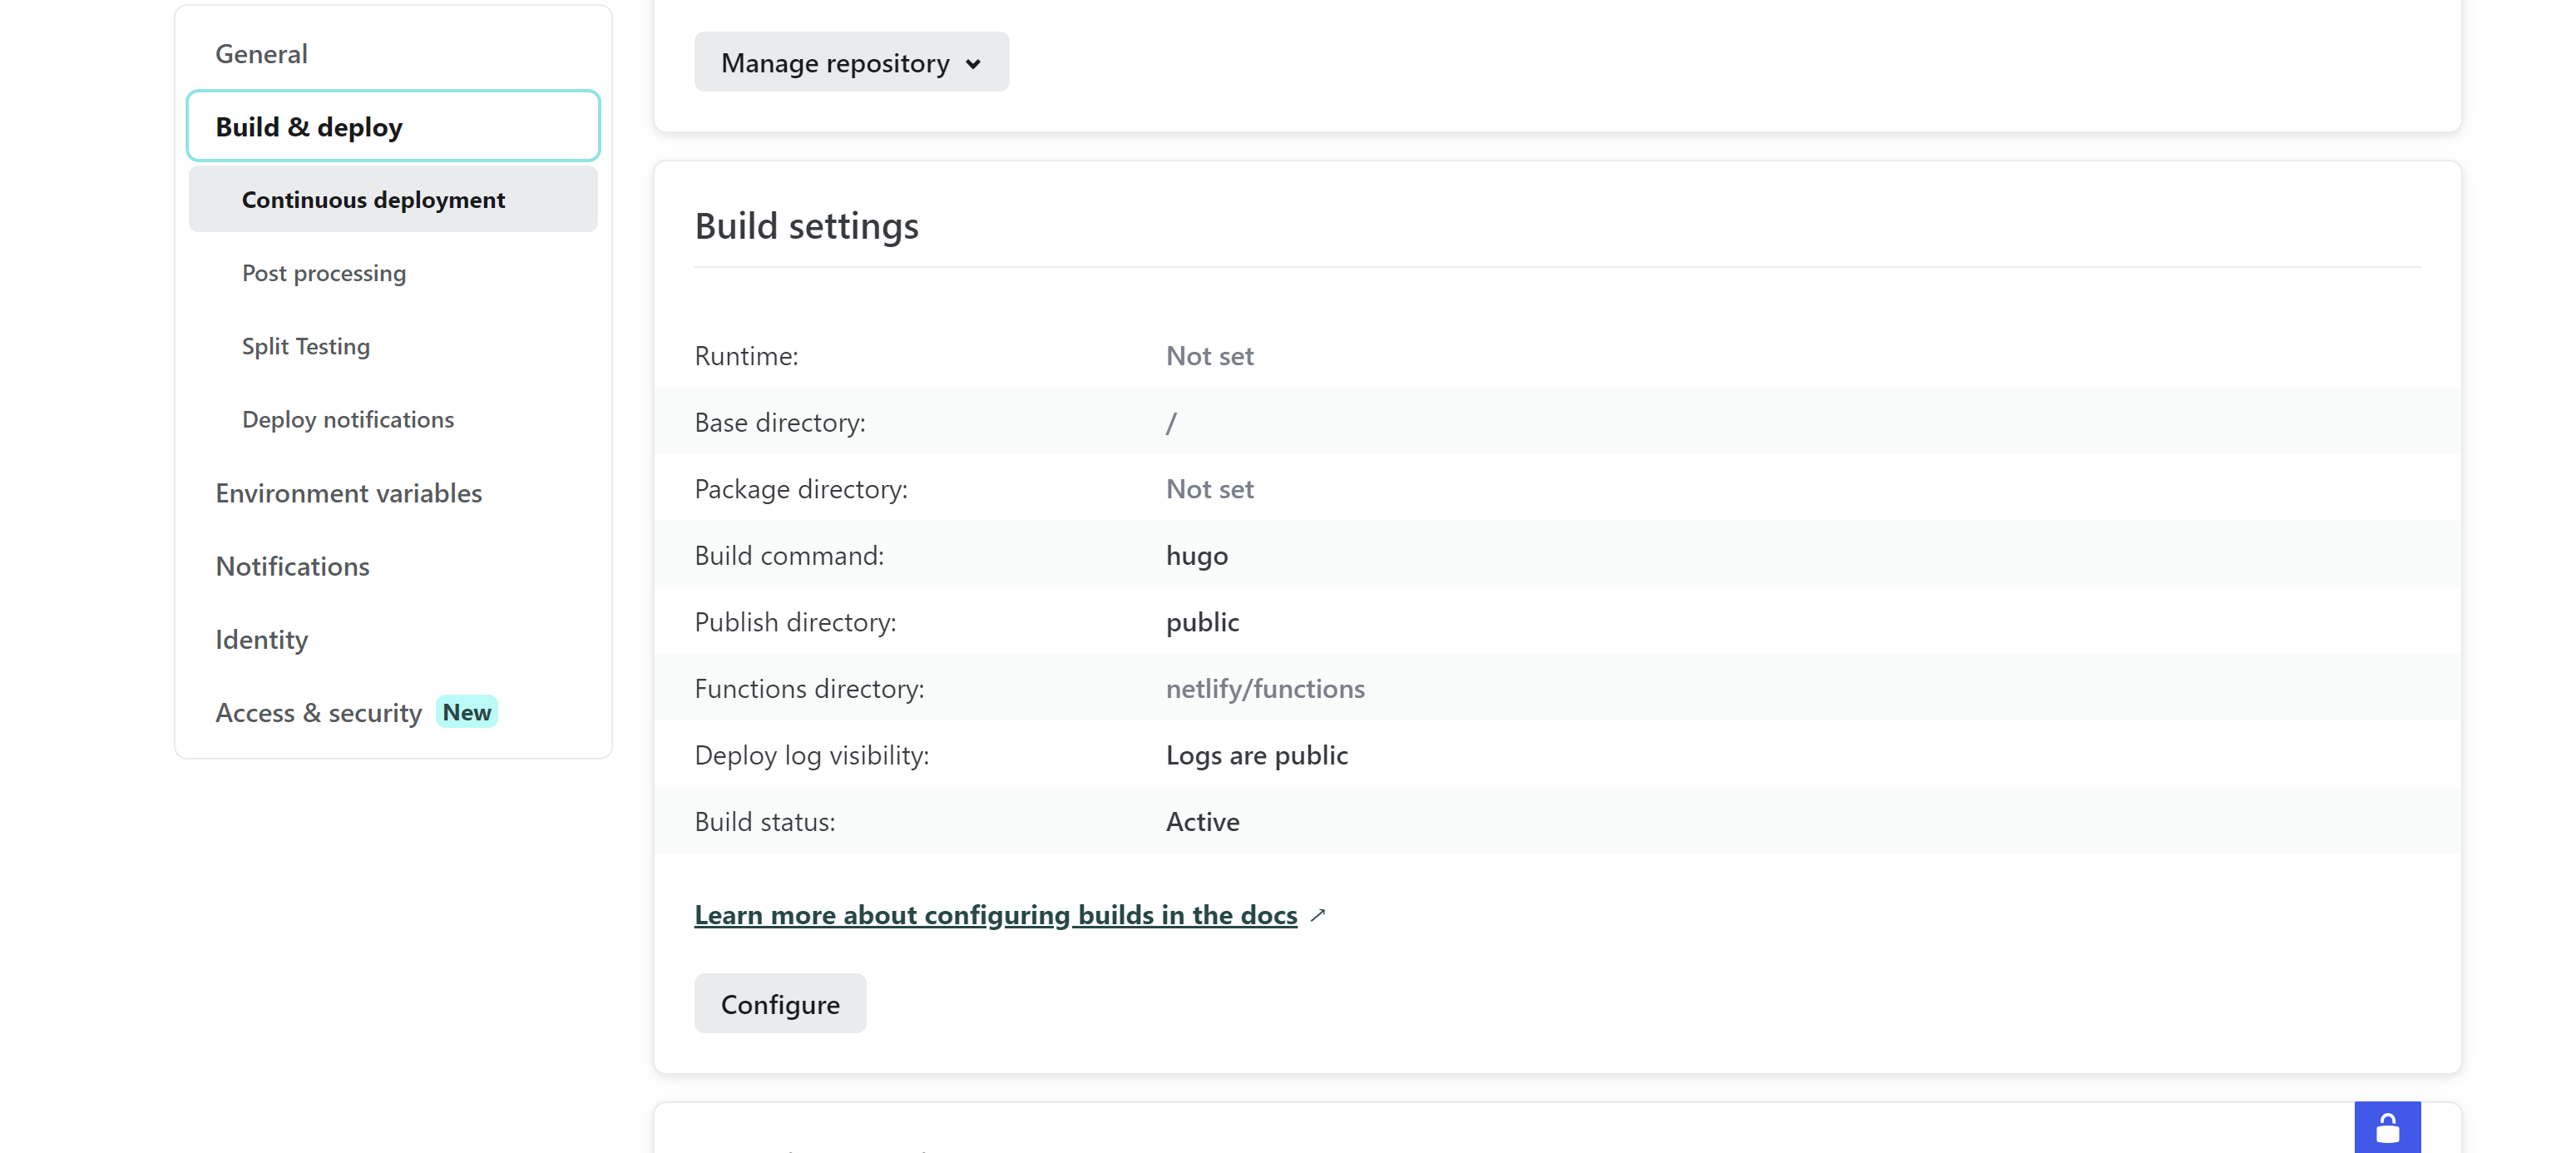 General
Build & deploy
Continuous deployment
Post processing
Split Testing
Deploy notifications
Environment variables
Notifications
Identity
Access & security New
Manage repository
Build settings
Runtime: Not set
Base directory: /
Package directory: Not set
Build command: hugo
Publish directory: public
Functions directory: netlify/functions
Deploy log visibility: Logs are public
Build status: Active
Learn more about configuring builds in the docs
Configure